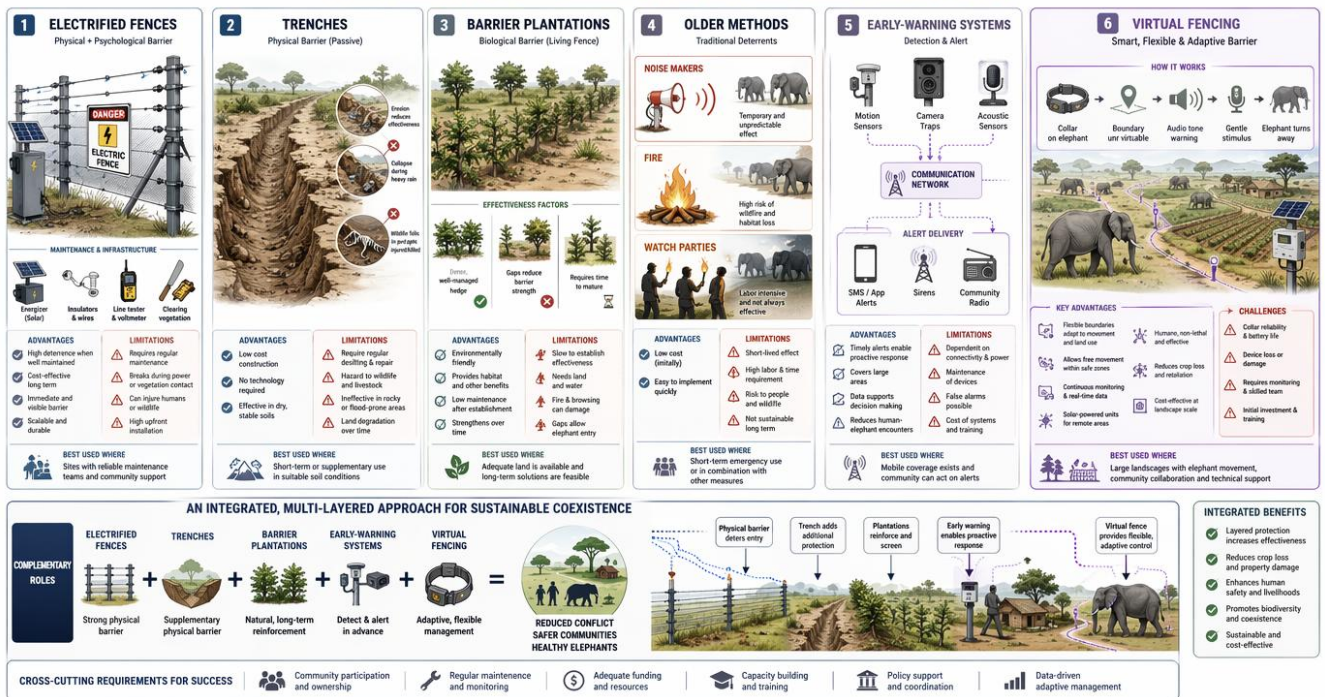 1 ELECTRIFIED FENCES
Physical + Psychological Barrier
DANGER
ELECTRIC
FENCE
MAINTENANCE & INFRASTRUCTURE
Energizer
(Solar)
Insulators
& wires
Line tester
& voltmeter
Clearing
vegetation
ADVANTAGES
High deterrence when
well maintained
Cost-effective
long term
Immediate and
visible barrier
Scalable and
durable
LIMITATIONS
Requires regular
maintenance
Breaks during power
or vegetation contact
Can injure humans
or wildlife
High upfront
installation
BEST USED WHERE
Sites with reliable maintenance
teams and community support
2 TRENCHES
Physical Barrier (Passive)
Erosion
reduces
effectiveness
Collapse
during
heavy rain
Wildlife
ADVANTAGES
Low cost
construction
No technology
required
Effective in dry,
stable soils
LIMITATIONS
Require regular
desilting & repair
Hazard to wildlife
and livestock
Ineffective in rocky
or flood-prone areas
Land degradation
over time
BEST USED WHERE
Short-term or supplementary use
in suitable soil conditions
3 BARRIER PLANTATIONS
Biological Barrier (Living Fence)
EFFECTIVENESS FACTORS
Dense,
well-managed
hedge
Gaps reduce
barrier
strength
Requires time
to mature
ADVANTAGES
Environmentally
friendly
Provides habitat
and other benefits
Low maintenance
after establishment
Strengthens over
time
LIMITATIONS
Slow to establish
effectiveness
Needs land
and water
Fire & browsing
can damage
Gaps allow
elephant entry
BEST USED WHERE
Adequate land is available and
long-term solutions are feasible
4 OLDER METHODS
Traditional Deterrents
NOISE MAKERS
Temporary and
unpredictable
effect
FIRE
High risk of
wildfire and
habitat loss
WATCH PARTIES
Labor intensive
and not always
effective
ADVANTAGES
Low cost
(initally)
Easy to implement
quickly
LIMITATIONS
Short-lived effect
High labor & time
requirement
Risk to people
and wildlife
Not sustainable
long term
BEST USED WHERE
Short-term emergency use
or in combination with
other measures
5 EARLY-WARNING SYSTEMS
Detection & Alert
Motion
Sensors
Camera
Traps
Acoustic
Sensors
COMMUNICATION
NETWORK
ALERT DELIVERY
SMS / App
Alerts
Sirens
Community
Radio
ADVANTAGES
Timely alerts enable
proactive response
Covers large
areas
Data supports
decision making
Reduces human-
elephant encounters
LIMITATIONS
Dependent on
connectivity & power
Maintenance
of devices
False alarms
possible
Cost of systems
and training
BEST USED WHERE
Mobile coverage exists and
community can act on alerts
6 VIRTUAL FENCING
Smart, Flexible & Adaptive Barrier
HOW IT WORKS
Collar
on elephant
Boundary
unr virtuable
Audio tone
warning
Gentle
stimulus
Elephant turns
away
KEY ADVANTAGES
Flexible boundaries
adapt to movement
and land use
Allows free movement
within safe zones
Continuous monitoring
& real-time data
Solar-powered units
for remote areas
Humane, non-lethal
and effective
Reduces crop loss
and retaliation
Cost-effective at
landscape scale
CHALLENGES
Collar reliability
& battery life
Device loss or
damage
Requires monitoring
& skilled team
Initial investment &
training
BEST USED WHERE
Large landscapes with elephant movement,
community collaboration and technical support
AN INTEGRATED, MULTI-LAYERED APPROACH FOR SUSTAINABLE COEXISTENCE
COMPLEMENTARY
ROLES
ELECTRIFIED
FENCES
Strong physical
barrier
+
TRENCHES
Supplementary
physical barrier
+
BARRIER
PLANTATIONS
Natural, long-term
reinforcement
+
EARLY-WARNING
SYSTEMS
Detect & alert
in advance
+
VIRTUAL
FENCING
Adaptive, flexible
management
=
REDUCED CONFLICT
SAFER COMMUNITIES
HEALTHY ELEPHANTS
Physical barrier
deters entry
Trench adds
additional
protection
Plantations
reinforce and
screen
Early warning
enables proactive
response
Virtual fence
provides flexible,
adaptive control
INTEGRATED BENEFITS
Layered protection
increases effectiveness
Reduces crop loss
and property damage
Enhances human
safety and livelihoods
Promotes biodiversity
and coexistence
Sustainable and
cost-effective
CROSS-CUTTING REQUIREMENTS FOR SUCCESS
Community participation
and ownership
Regular maintenance
and monitoring
Adequate funding
and resources
Capacity building
and training
Policy support
and coordination
Data-driven
adaptive management